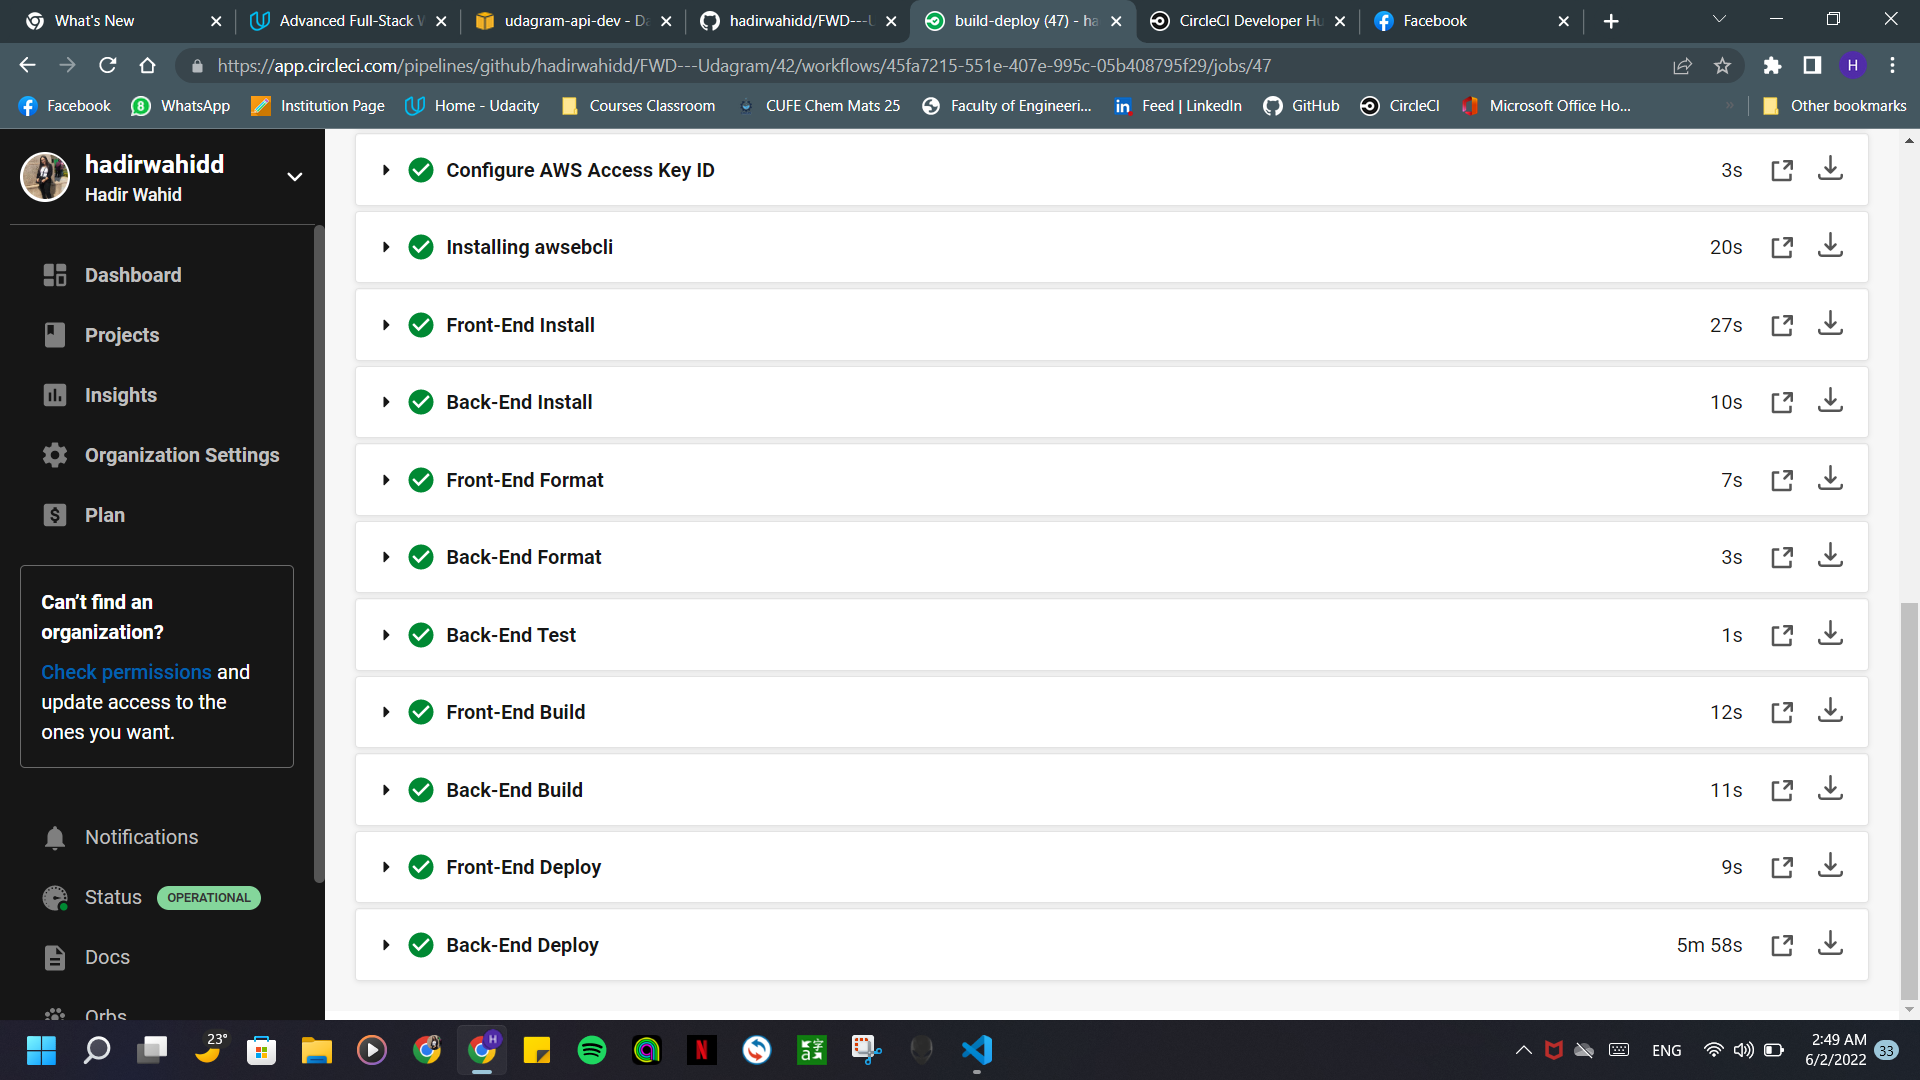 What's New
Advanced Full-Stack W
udagram-api-dev - Da
hadirwahidd/FWD---U
build-deploy (47) - ha
CircleCI Developer Hu
Facebook
https://app.circleci.com/pipelines/github/hadirwahidd/FWD---Udagram/42/workflows/45fa7215-551e-407e-995c-05b408795f29/jobs/47
H
Facebook
8
WhatsApp
Institution Page
Home - Udacity
Courses Classroom
CUFE Chem Mats 25
Faculty of Engineeri...
Feed | LinkedIn
GitHub
CircleCI
Microsoft Office Ho...
»
Other bookmarks
hadirwahidd
Hadir Wahid
Dashboard
Projects
Insights
Organization Settings
Plan
Can't find an
organization?
Check permissions and
update access to the
ones you want.
Notifications
Status OPERATIONAL
Docs
Orbs
Configure AWS Access Key ID 3s
Installing awsebcli 20s
Front-End Install 27s
Back-End Install 10s
Front-End Format 7s
Back-End Format 3s
Back-End Test 1s
Front-End Build 12s
Back-End Build 11s
Front-End Deploy 9s
Back-End Deploy 5m 58s
23°
H
N
a
ENG
2:49 AM
6/2/2022
33